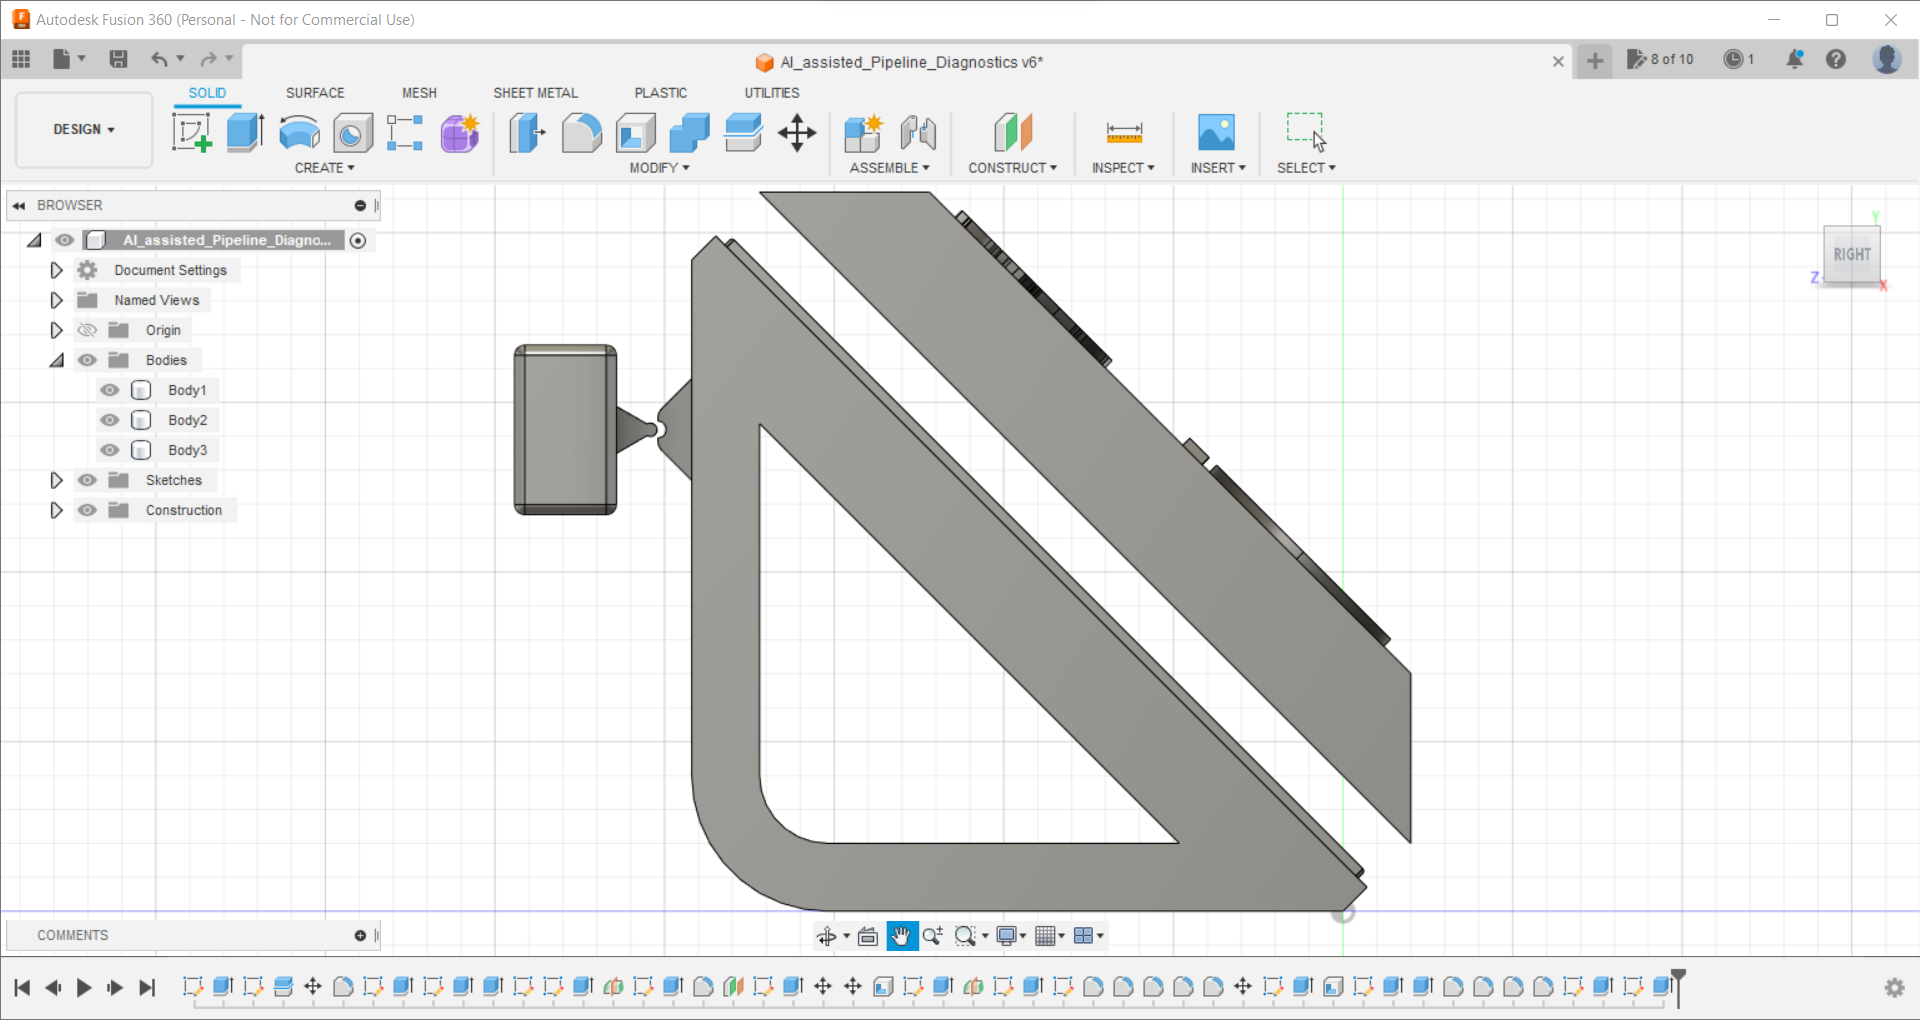 Autodesk Fusion 360 (Personal - Not for Commercial Use)
AI_assisted_Pipeline_Diagnostics v6*
8 of 10
1
DESIGN
SOLID
SURFACE
MESH
SHEET METAL
PLASTIC
UTILITIES
CREATE
MODIFY
ASSEMBLE
CONSTRUCT
INSPECT
INSERT
SELECT
BROWSER
AI_assisted_Pipeline_Diagno...
Document Settings
Named Views
Origin
Bodies
Body1
Body2
Body3
Sketches
Construction
Y
RIGHT
Z
X
COMMENTS